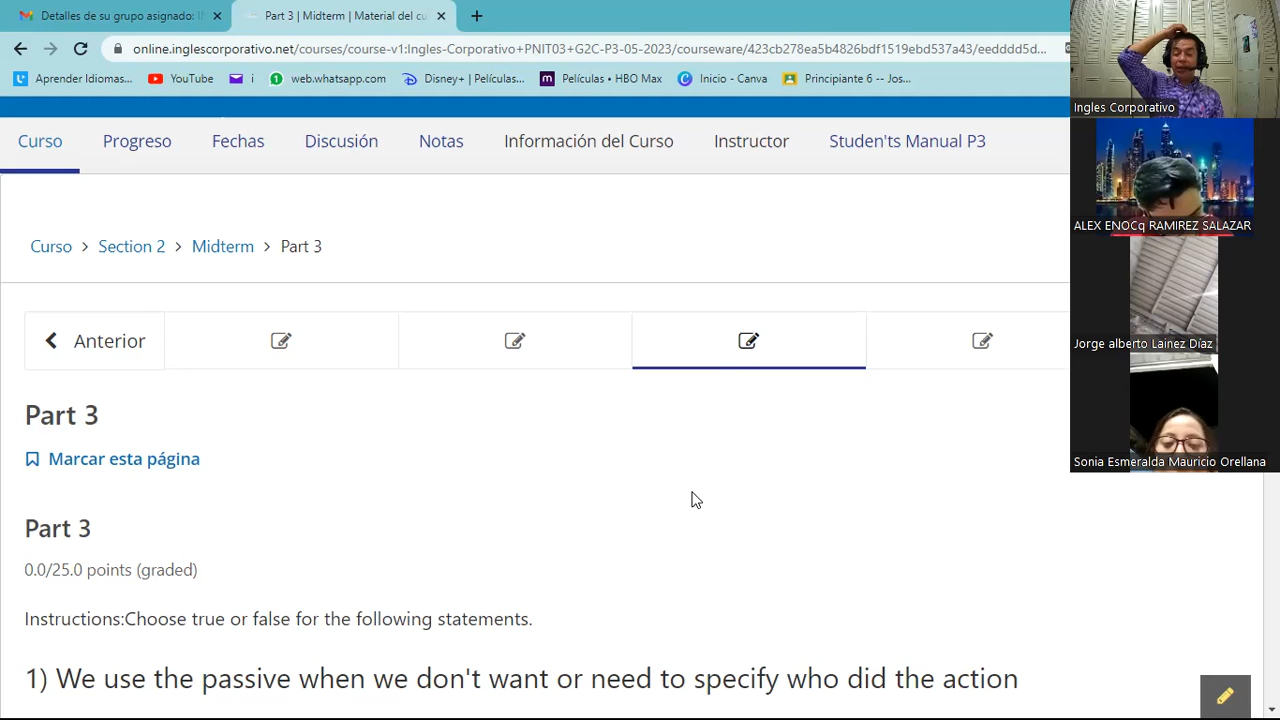 Detalles de su grupo asignado: I
Part 3 | Midterm | Material del cu
online.inglescorporativo.net/courses/course-v1:Ingles-Corporativo+PNIT03+G2C-P3-05-2023/courseware/423cb278ea5b4826bdf1519ebd537a43/eedddd5d...
Aprender Idiomas...
YouTube
i
web.whatsapp.com
Disney+ | Películas...
Películas • HBO Max
Inicio - Canva
Principiante 6 -- Jos...
Curso
Progreso
Fechas
Discusión
Notas
Información del Curso
Instructor
Studen'ts Manual P3
Curso > Section 2 > Midterm > Part 3
Anterior
Part 3
Marcar esta página
Part 3
0.0/25.0 points (graded)
Instructions:Choose true or false for the following statements.
1) We use the passive when we don't want or need to specify who did the action
Ingles Corporativo
ALEX ENOCq RAMIREZ SALAZAR
Jorge alberto Lainez Díaz
Sonia Esmeralda Mauricio Orellana